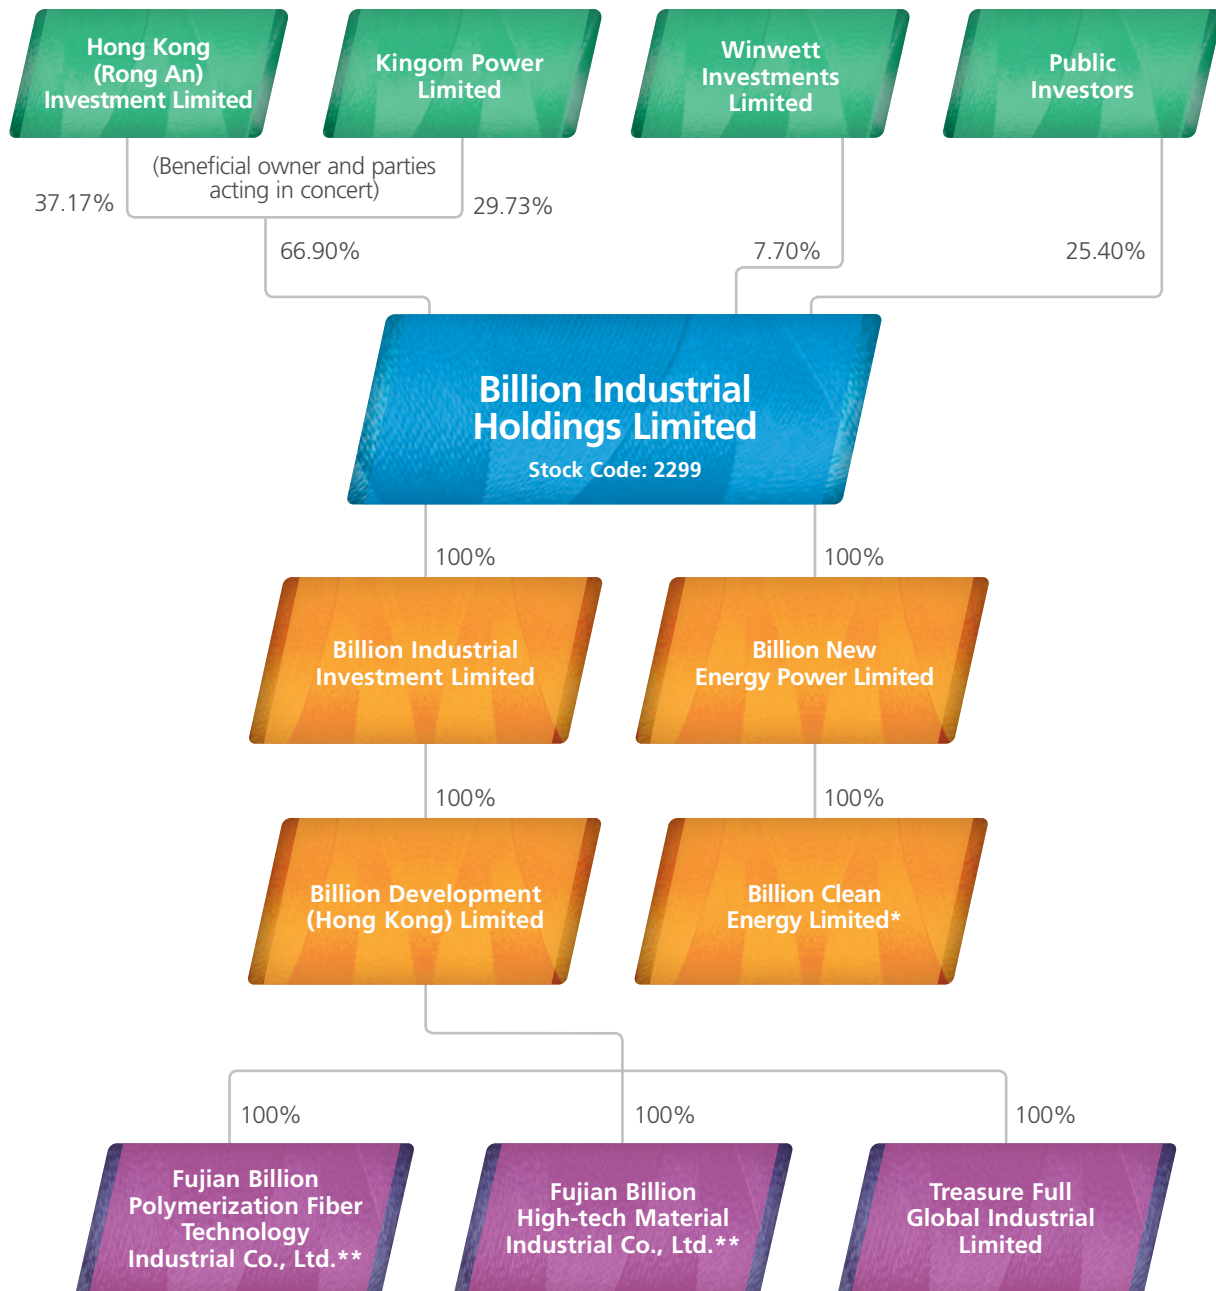 Hong Kong
(Rong An)
Investment Limited
Kingom Power
Limited
Winwett
Investments
Limited
Public
Investors
(Beneficial owner and parties
acting in concert)
37.17%
29.73%
66.90%
7.70%
25.40%
Billion Industrial
Holdings Limited
Stock Code: 2299
100%
100%
Billion Industrial
Investment Limited
Billion New
Energy Power Limited
100%
100%
Billion Development
(Hong Kong) Limited
Billion Clean
Energy Limited*
100%
100%
100%
Fujian Billion
Polymerization Fiber
Technology
Industrial Co., Ltd.**
Fujian Billion
High-tech Material
Industrial Co., Ltd.**
Treasure Full
Global Industrial
Limited